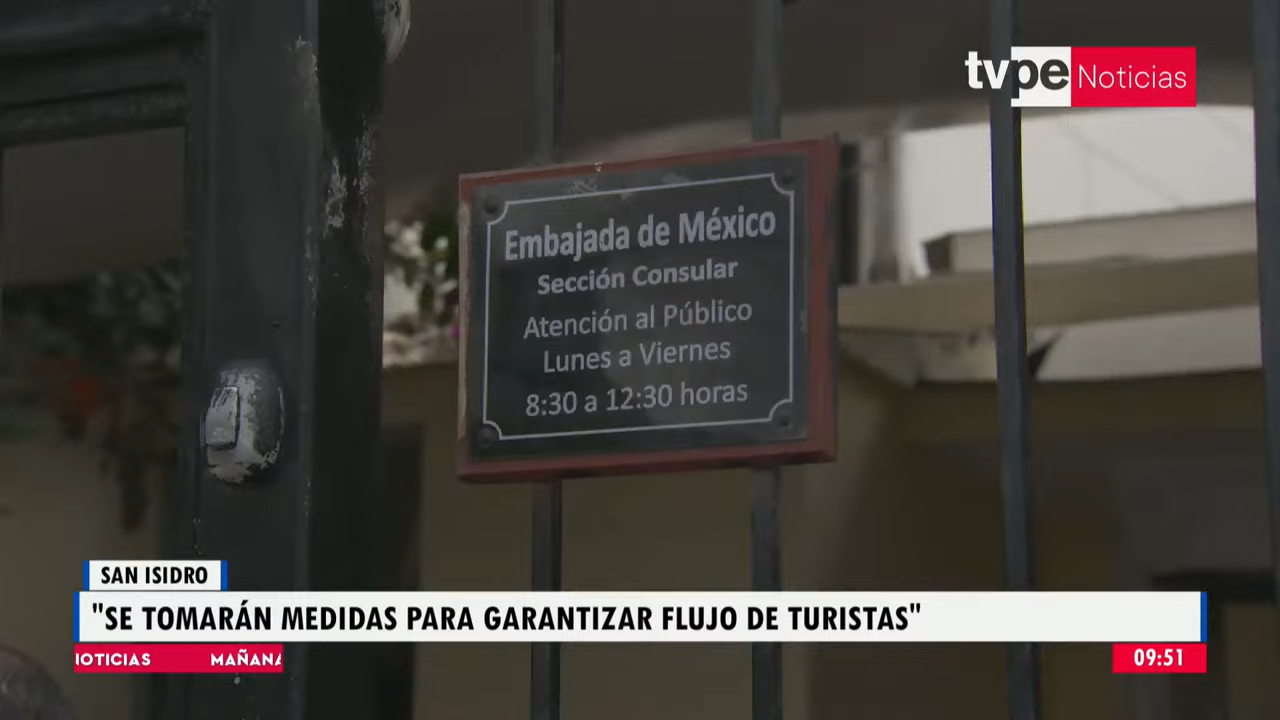 tvpe Noticias
Embajada de México
Sección Consular
Atención al Público
Lunes a Viernes
8:30 a 12:30 horas
SAN ISIDRO
"SE TOMARÁN MEDIDAS PARA GARANTIZAR FLUJO DE TURISTAS"
MAÑANA
09:51